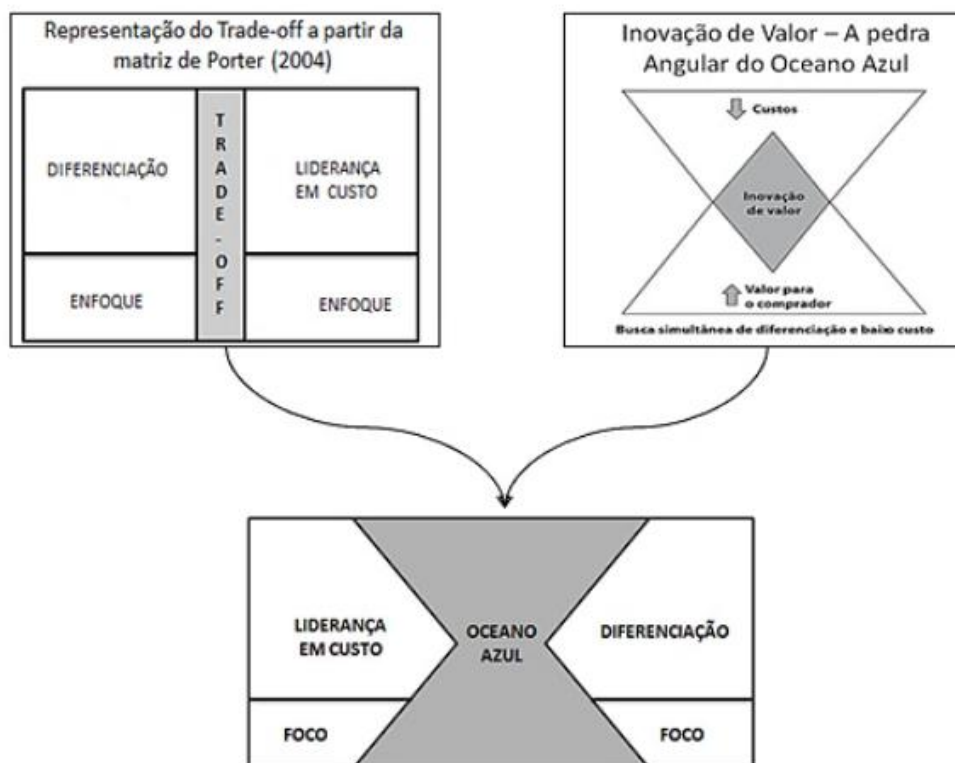 Representação do Trade-off a partir da
matriz de Porter (2004)
DIFERENCIAÇÃO
TRADE-OFF
LIDERANÇA
EM CUSTO
ENFOQUE
ENFOQUE
Inovação de Valor – A pedra
Angular do Oceano Azul
Custos
Inovação
de valor
Valor para
o comprador
Busca simultânea de diferenciação e baixo custo
LIDERANÇA
EM CUSTO
OCEANO
AZUL
DIFERENCIAÇÃO
FOCO
FOCO